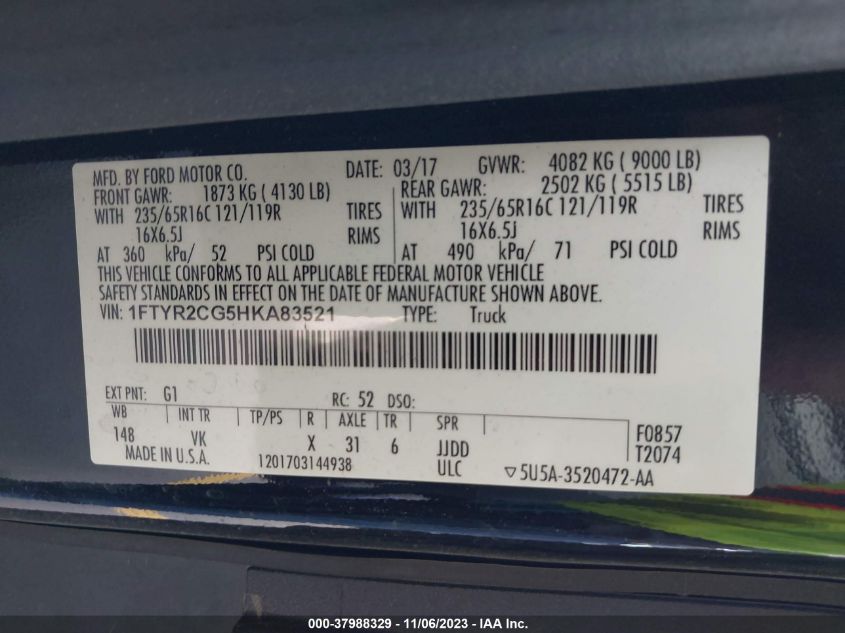 MFD. BY FORD MOTOR CO. DATE: 03/17 GVWR: 4082 KG ( 9000 LB)
FRONT GAWR: 1873 KG ( 4130 LB) REAR GAWR: 2502 KG ( 5515 LB)
WITH 235/65R16C 121/119R TIRES WITH 235/65R16C 121/119R TIRES
16X6.5J RIMS 16X6.5J RIMS
AT 360 kPa/ 52 PSI COLD AT 490 kPa/ 71 PSI COLD
THIS VEHICLE CONFORMS TO ALL APPLICABLE FEDERAL MOTOR VEHICLE
SAFETY STANDARDS IN EFFECT ON THE DATE OF MANUFACTURE SHOWN ABOVE.
VIN: 1FTYR2CG5HKA83521 TYPE: Truck
EXT PNT: G1 RC: 52 DSO:
WB INT TR TP/PS R AXLE TR SPR F0857
148 VK X 31 6 JJDD T2074
MADE IN U.S.A. 1201703144938 ULC ▽5U5A-3520472-AA
000-37988329 - 11/06/2023 - IAA Inc.